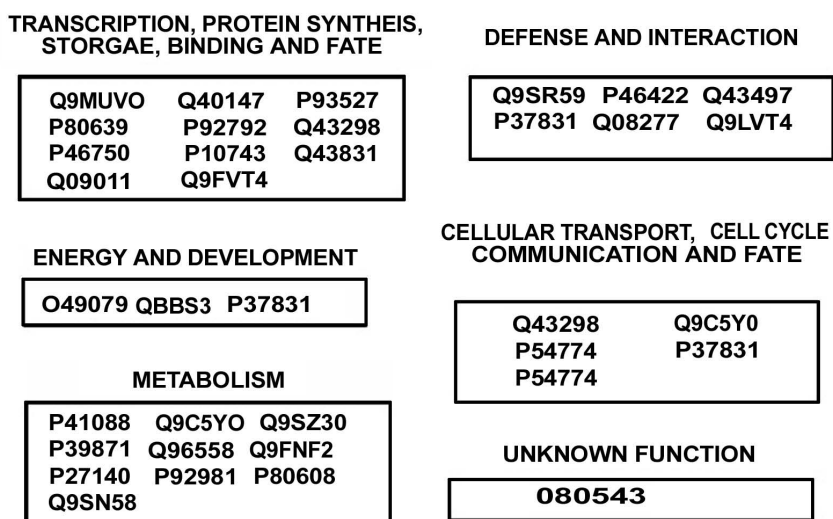 TRANSCRIPTION, PROTEIN SYNTHEIS,
STORGAE, BINDING AND FATE
Q9MUVO Q40147 P93527
P80639 P92792 Q43298
P46750 P10743 Q43831
Q09011 Q9FVT4
DEFENSE AND INTERACTION
Q9SR59 P46422 Q43497
P37831 Q08277 Q9LVT4
ENERGY AND DEVELOPMENT
O49079 QBBS3 P37831
CELLULAR TRANSPORT, CELL CYCLE
COMMUNICATION AND FATE
Q43298 Q9C5Y0
P54774 P37831
P54774
METABOLISM
P41088 Q9C5YO Q9SZ30
P39871 Q96558 Q9FNF2
P27140 P92981 P80608
Q9SN58
UNKNOWN FUNCTION
080543